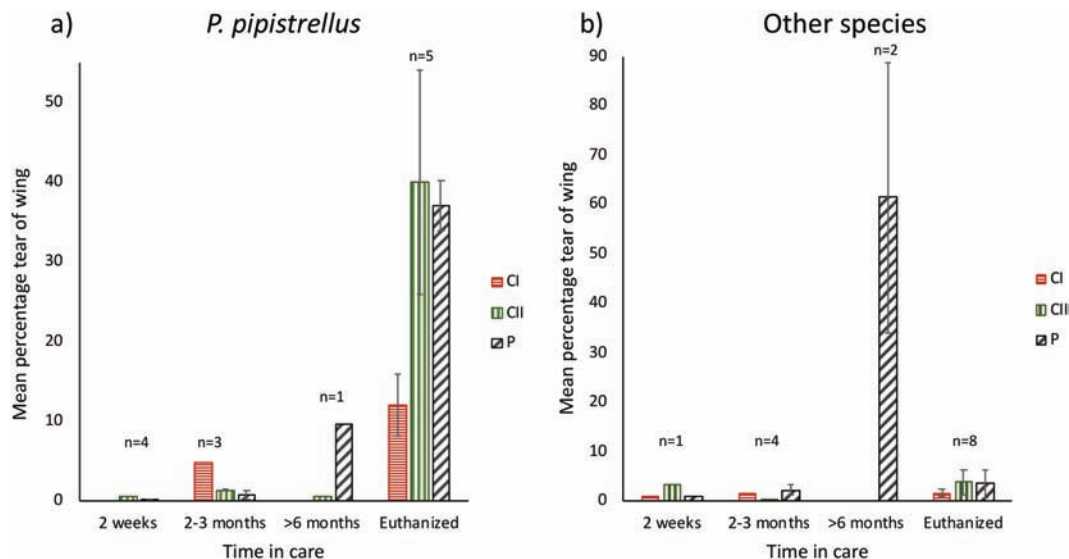 a) P. pipistrellus
n=5
50
40
30
20
10
0
Mean percentage tear of wing
n=4
n=3
n=1
CI
CII
P
2 weeks 2-3 months >6 months Euthanized
Time in care
b) Other species
n=2
90
80
70
60
50
40
30
20
10
0
Mean percentage tear of wing
n=1
n=4
n=8
CI
CII
P
2 weeks 2-3 months >6 months Euthanized
Time in care